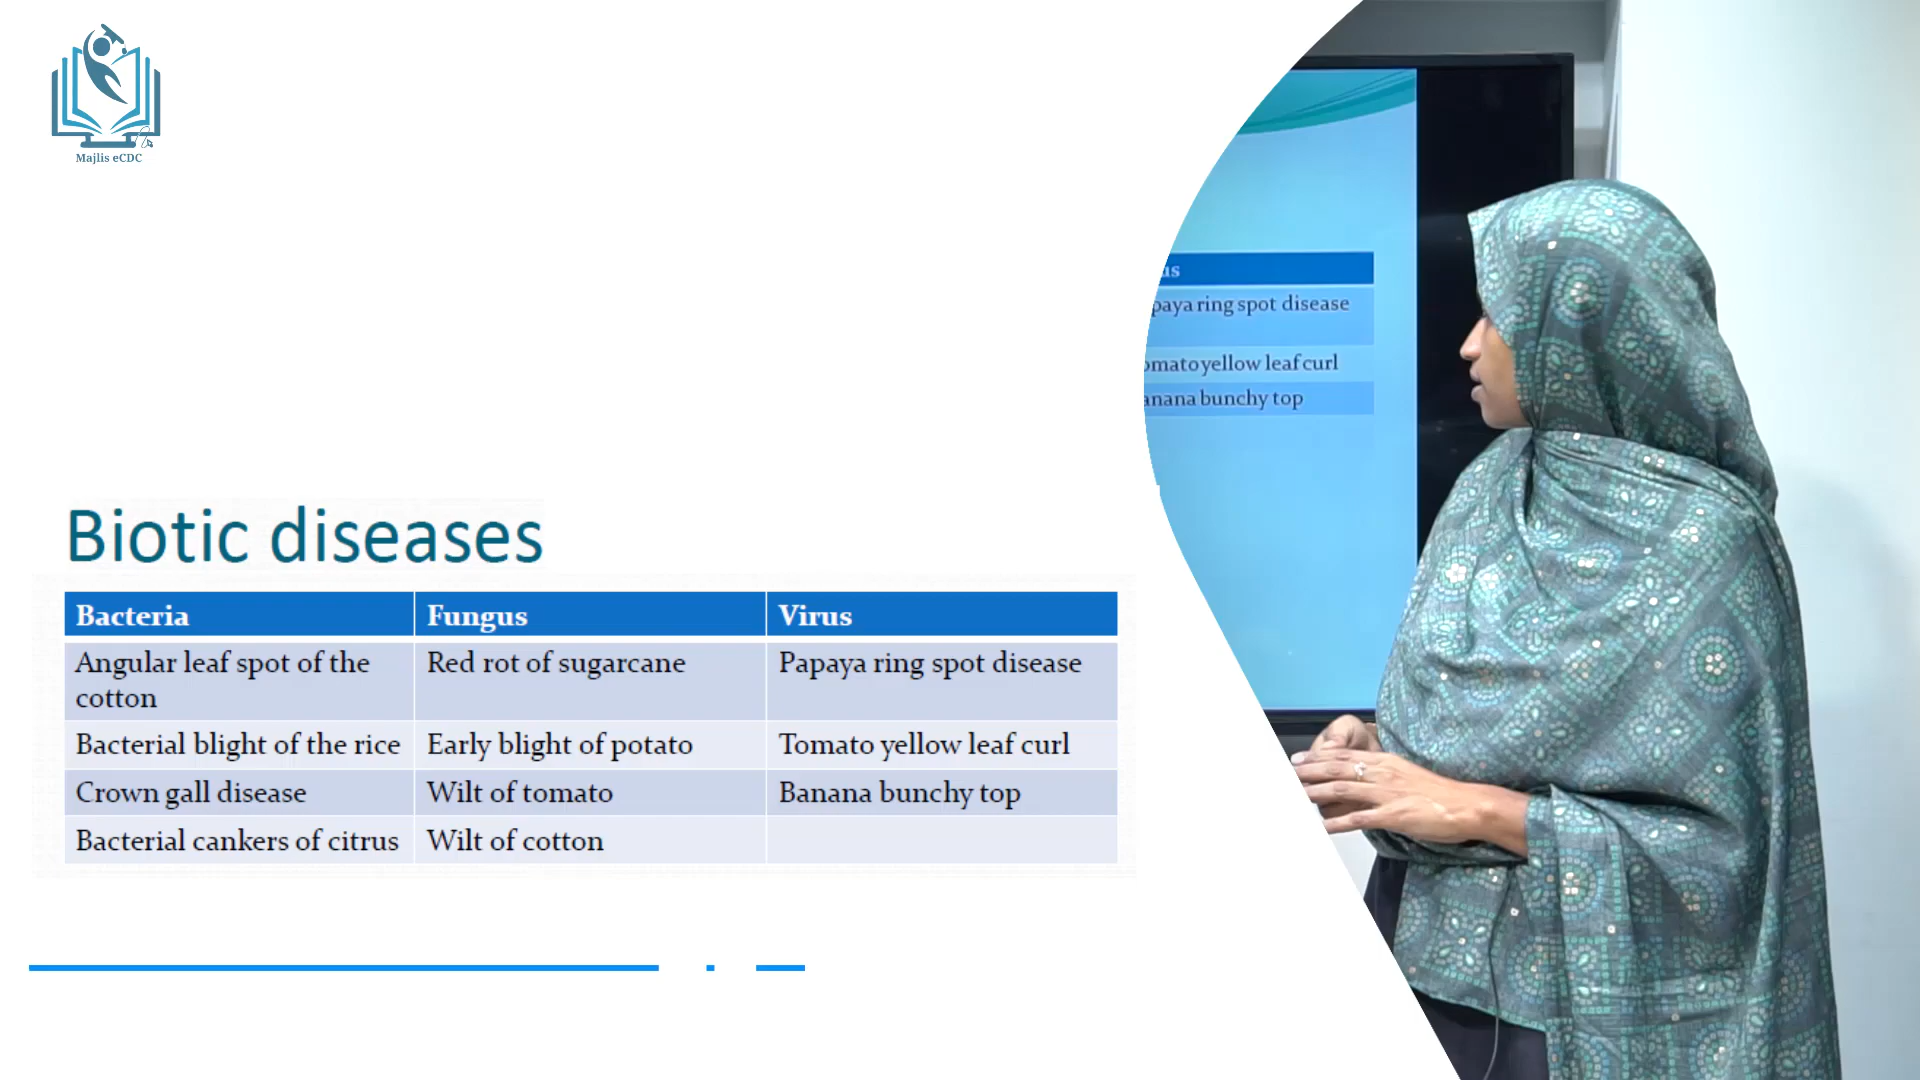 Majlis eCDC
Biotic diseases
Bacteria Fungus Virus
Angular leaf spot of the cotton Red rot of sugarcane Papaya ring spot disease
Bacterial blight of the rice Early blight of potato Tomato yellow leaf curl
Crown gall disease Wilt of tomato Banana bunchy top
Bacterial cankers of citrus Wilt of cotton
us
paya ring spot disease
omato yellow leaf curl
anana bunchy top